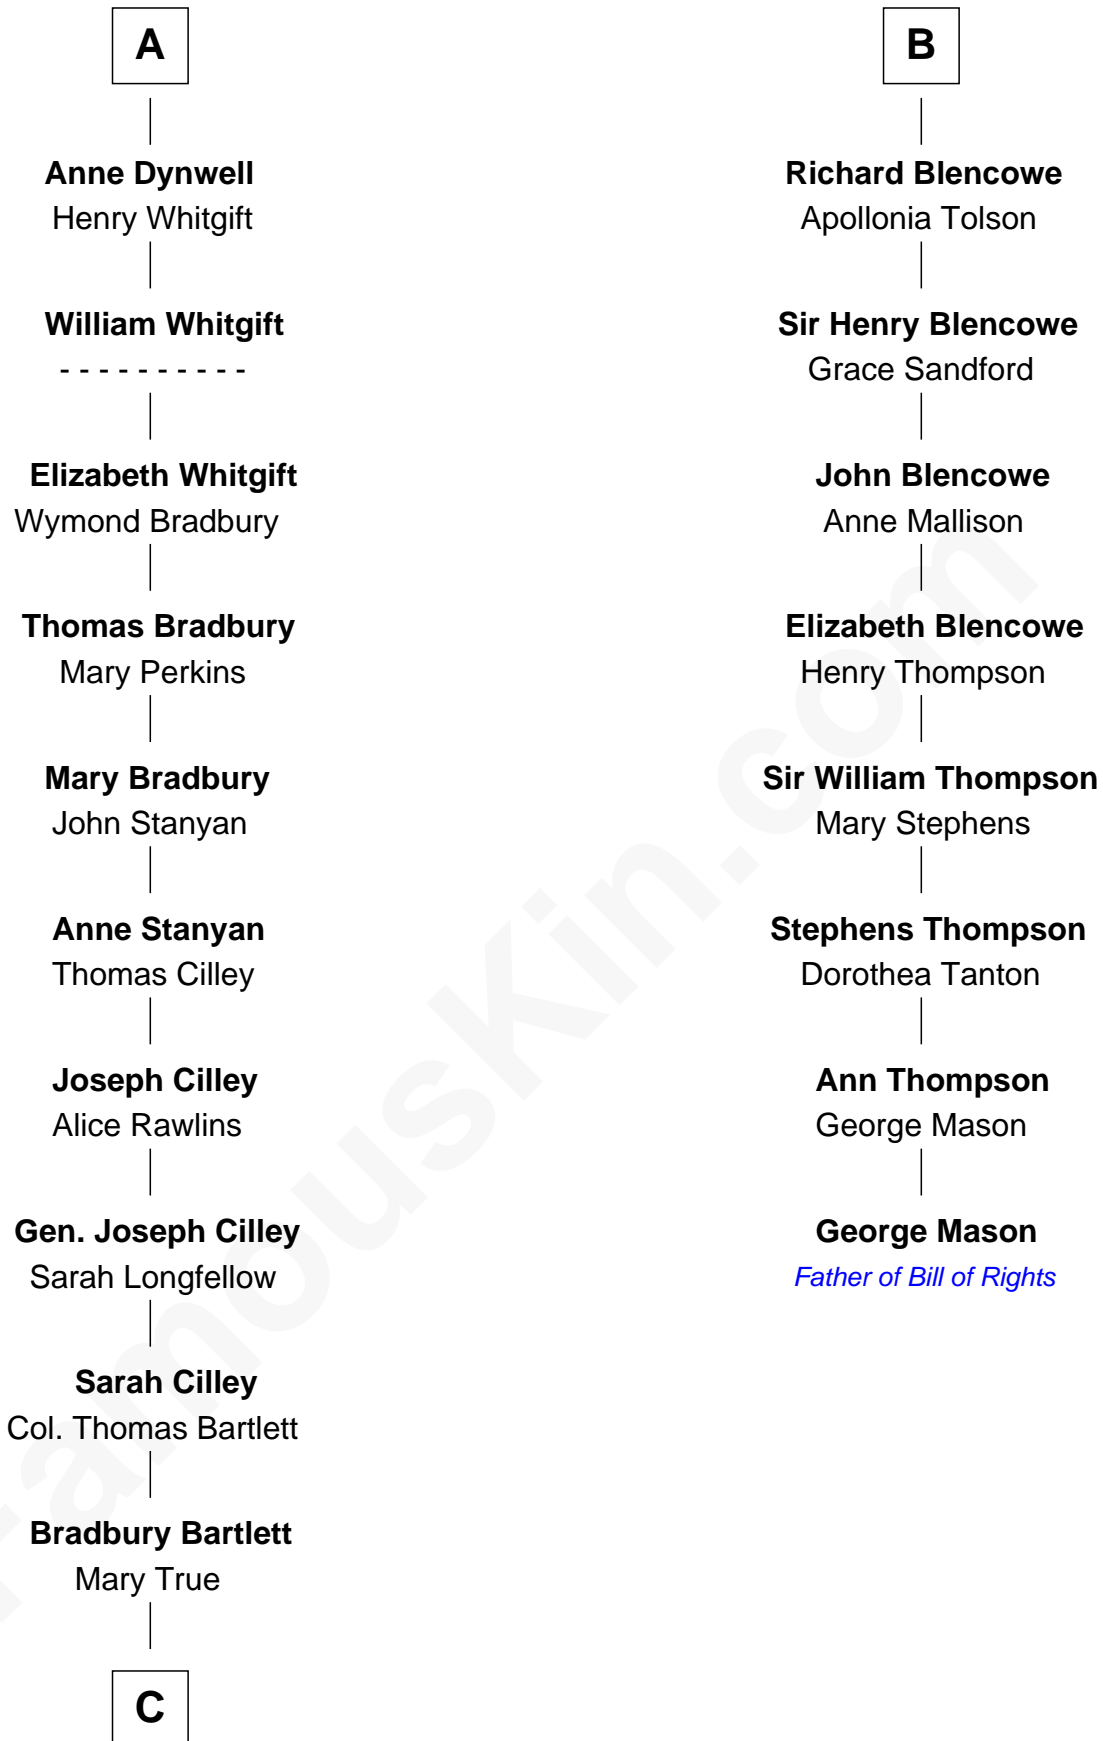 A
Anne Dynwell
Henry Whitgift
William Whitgift
- - - - - - - - - -
Elizabeth Whitgift
Wymond Bradbury
Thomas Bradbury
Mary Perkins
Mary Bradbury
John Stanyan
Anne Stanyan
Thomas Cilley
Joseph Cilley
Alice Rawlins
Gen. Joseph Cilley
Sarah Longfellow
Sarah Cilley
Col. Thomas Bartlett
Bradbury Bartlett
Mary True
C
B
Richard Blencowe
Apollonia Tolson
Sir Henry Blencowe
Grace Sandford
John Blencowe
Anne Mallison
Elizabeth Blencowe
Henry Thompson
Sir William Thompson
Mary Stephens
Stephens Thompson
Dorothea Tanton
Ann Thompson
George Mason
George Mason
Father of Bill of Rights
FamousKin.com